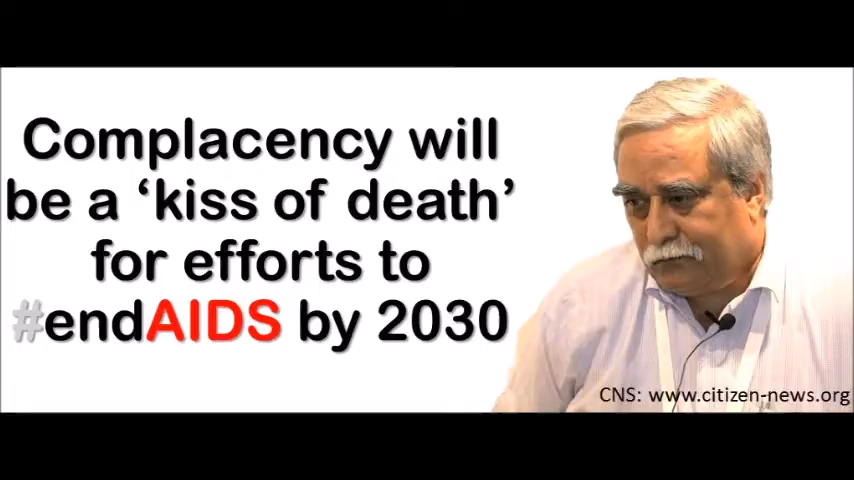 Complacency will
be a ‘kiss of death’
for efforts to
#endAIDS by 2030
CNS: www.citizen-news.org